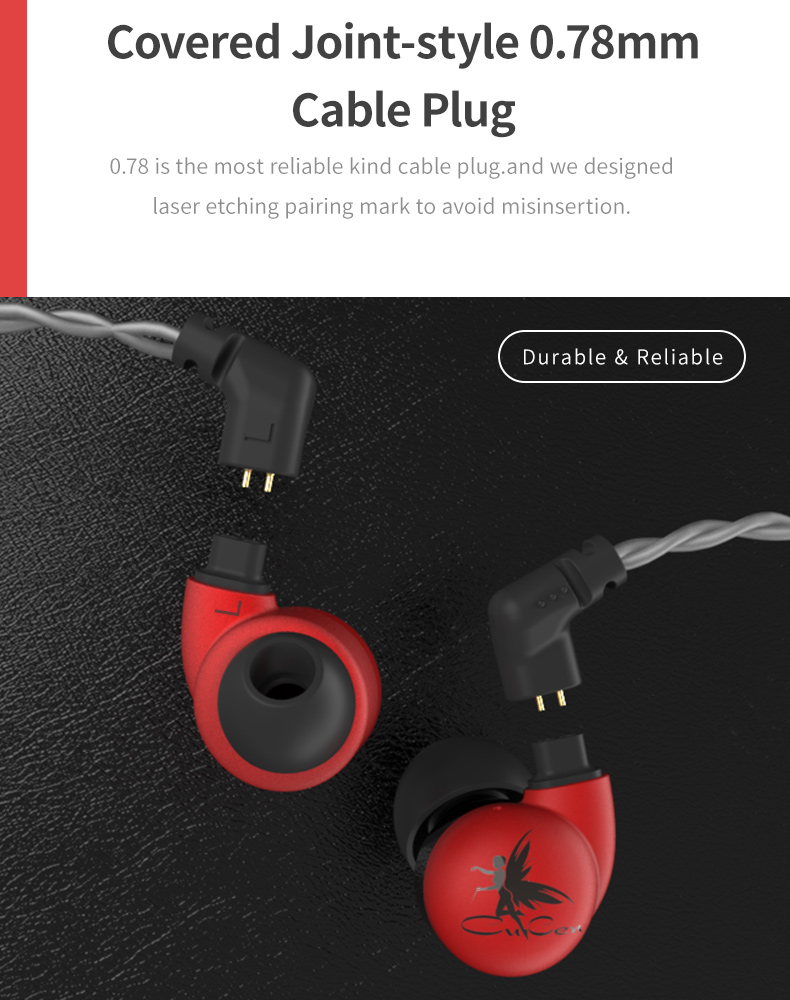 Covered Joint-style 0.78mm
Cable Plug
0.78 is the most reliable kind cable plug.and we designed
laser etching pairing mark to avoid misinsertion.
Durable & Reliable
L
L